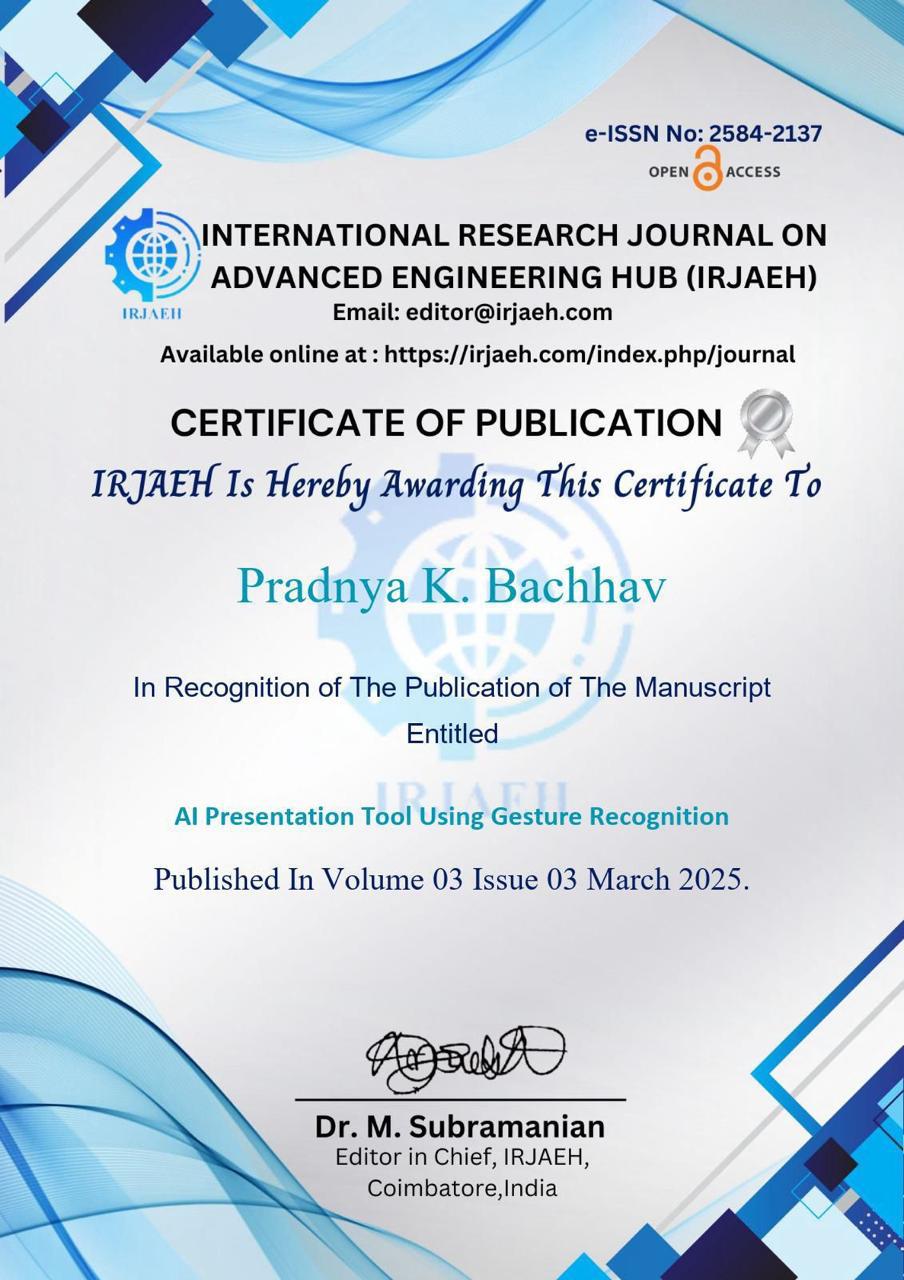 e-ISSN No: 2584-2137
OPEN ACCESS
INTERNATIONAL RESEARCH JOURNAL ON
ADVANCED ENGINEERING HUB (IRJAEH)
IRJAEH
Email: editor@irjaeh.com
Available online at : https://irjaeh.com/index.php/journal
CERTIFICATE OF PUBLICATION
IRJAEH Is Hereby Awarding This Certificate To
Pradnya K. Bachhav
In Recognition of The Publication of The Manuscript
Entitled
IRJAEH
AI Presentation Tool Using Gesture Recognition
Published In Volume 03 Issue 03 March 2025.
Dr. M. Subramanian
Editor in Chief, IRJAEH,
Coimbatore,India